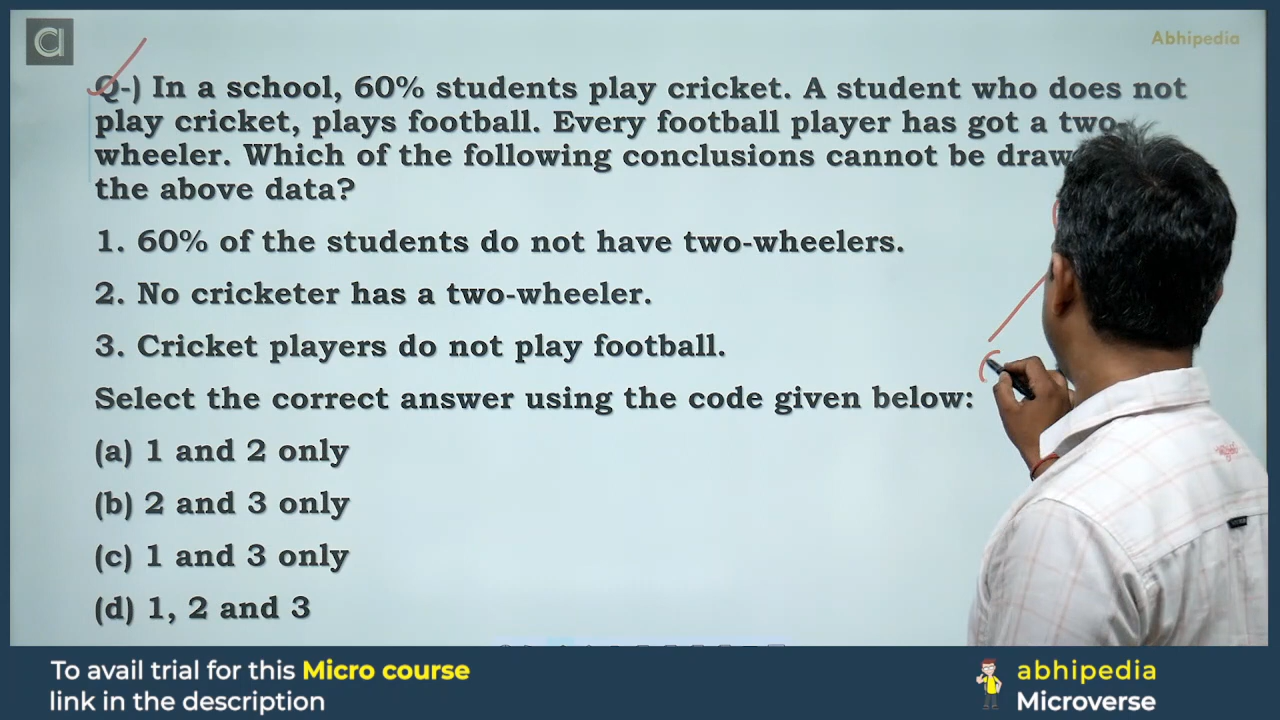 Abhipedia
Q-) In a school, 60% students play cricket. A student who does not
play cricket, plays football. Every football player has got a two-
wheeler. Which of the following conclusions cannot be
the above data?
1. 60% of the students do not have two-wheelers.
2. No cricketer has a two-wheeler.
3. Cricket players do not play football.
Select the correct answer using the code given below:
(a) 1 and 2 only
(b) 2 and 3 only
(c) 1 and 3 only
(d) 1, 2 and 3
To avail trial for this Micro course
link in the description
abhipedia
Microverse